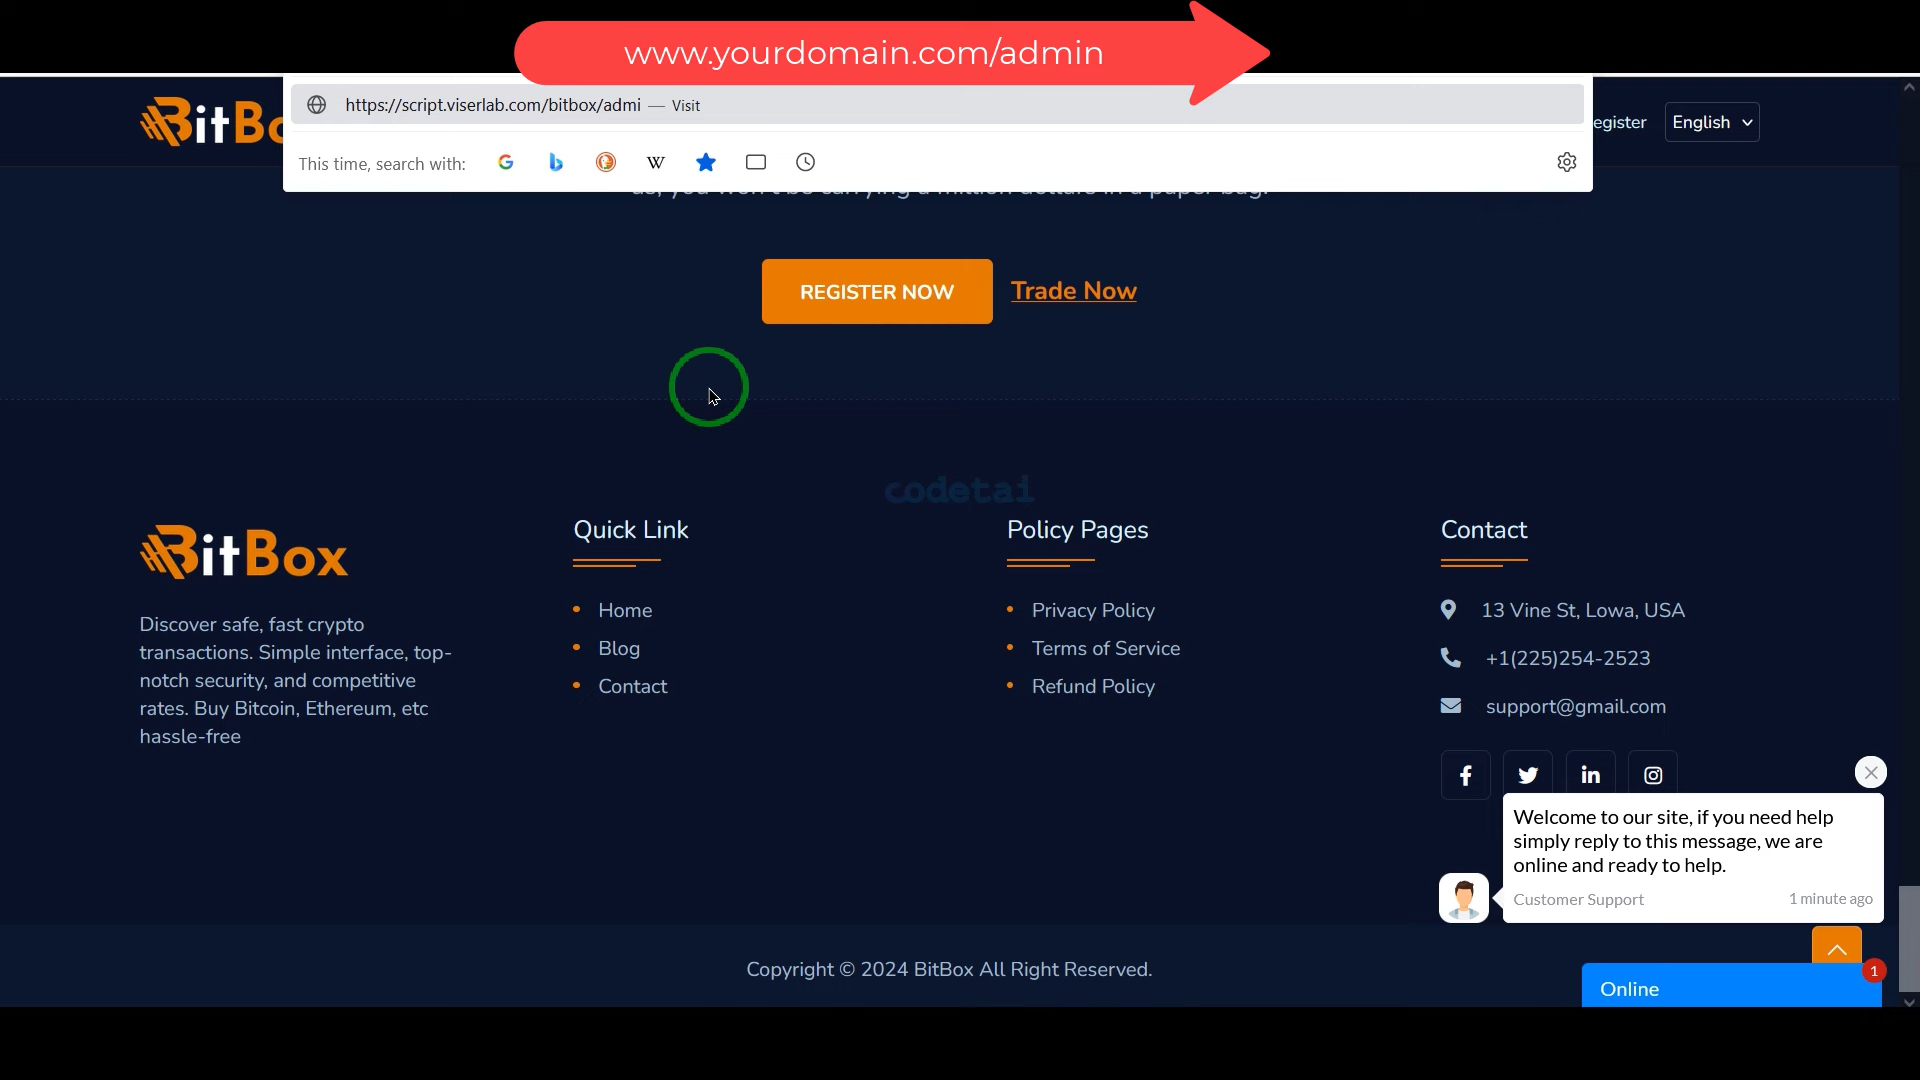 www.yourdomain.com/admin
https://script.viserlab.com/bitbox/admi — Visit
This time, search with:
egister
English
REGISTER NOW
Trade Now
codetai
BitBox
Discover safe, fast crypto
transactions. Simple interface, top-
notch security, and competitive
rates. Buy Bitcoin, Ethereum, etc
hassle-free
Quick Link
Home
Blog
Contact
Policy Pages
Privacy Policy
Terms of Service
Refund Policy
Contact
13 Vine St, Lowa, USA
+1(225)254-2523
support@gmail.com
Welcome to our site, if you need help
simply reply to this message, we are
online and ready to help.
Customer Support
1 minute ago
Copyright © 2024 BitBox All Right Reserved.
1
Online